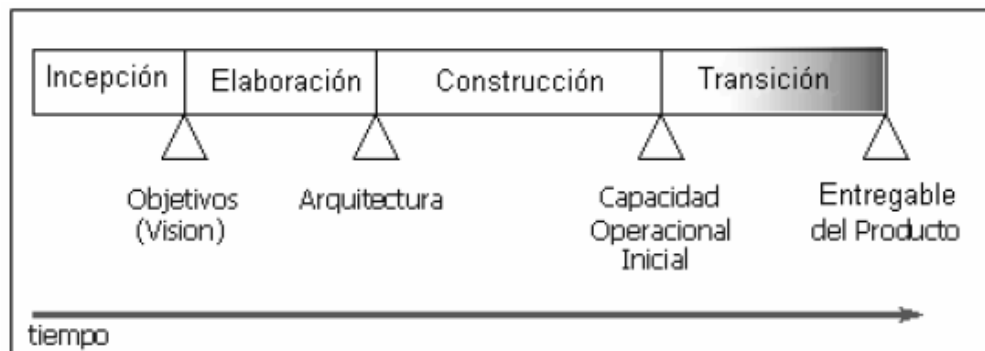 Incepción
Elaboración
Construcción
Transición
Objetivos
(Vision)
Arquitectura
Capacidad
Operacional
Inicial
Entregable
del Producto
tiempo